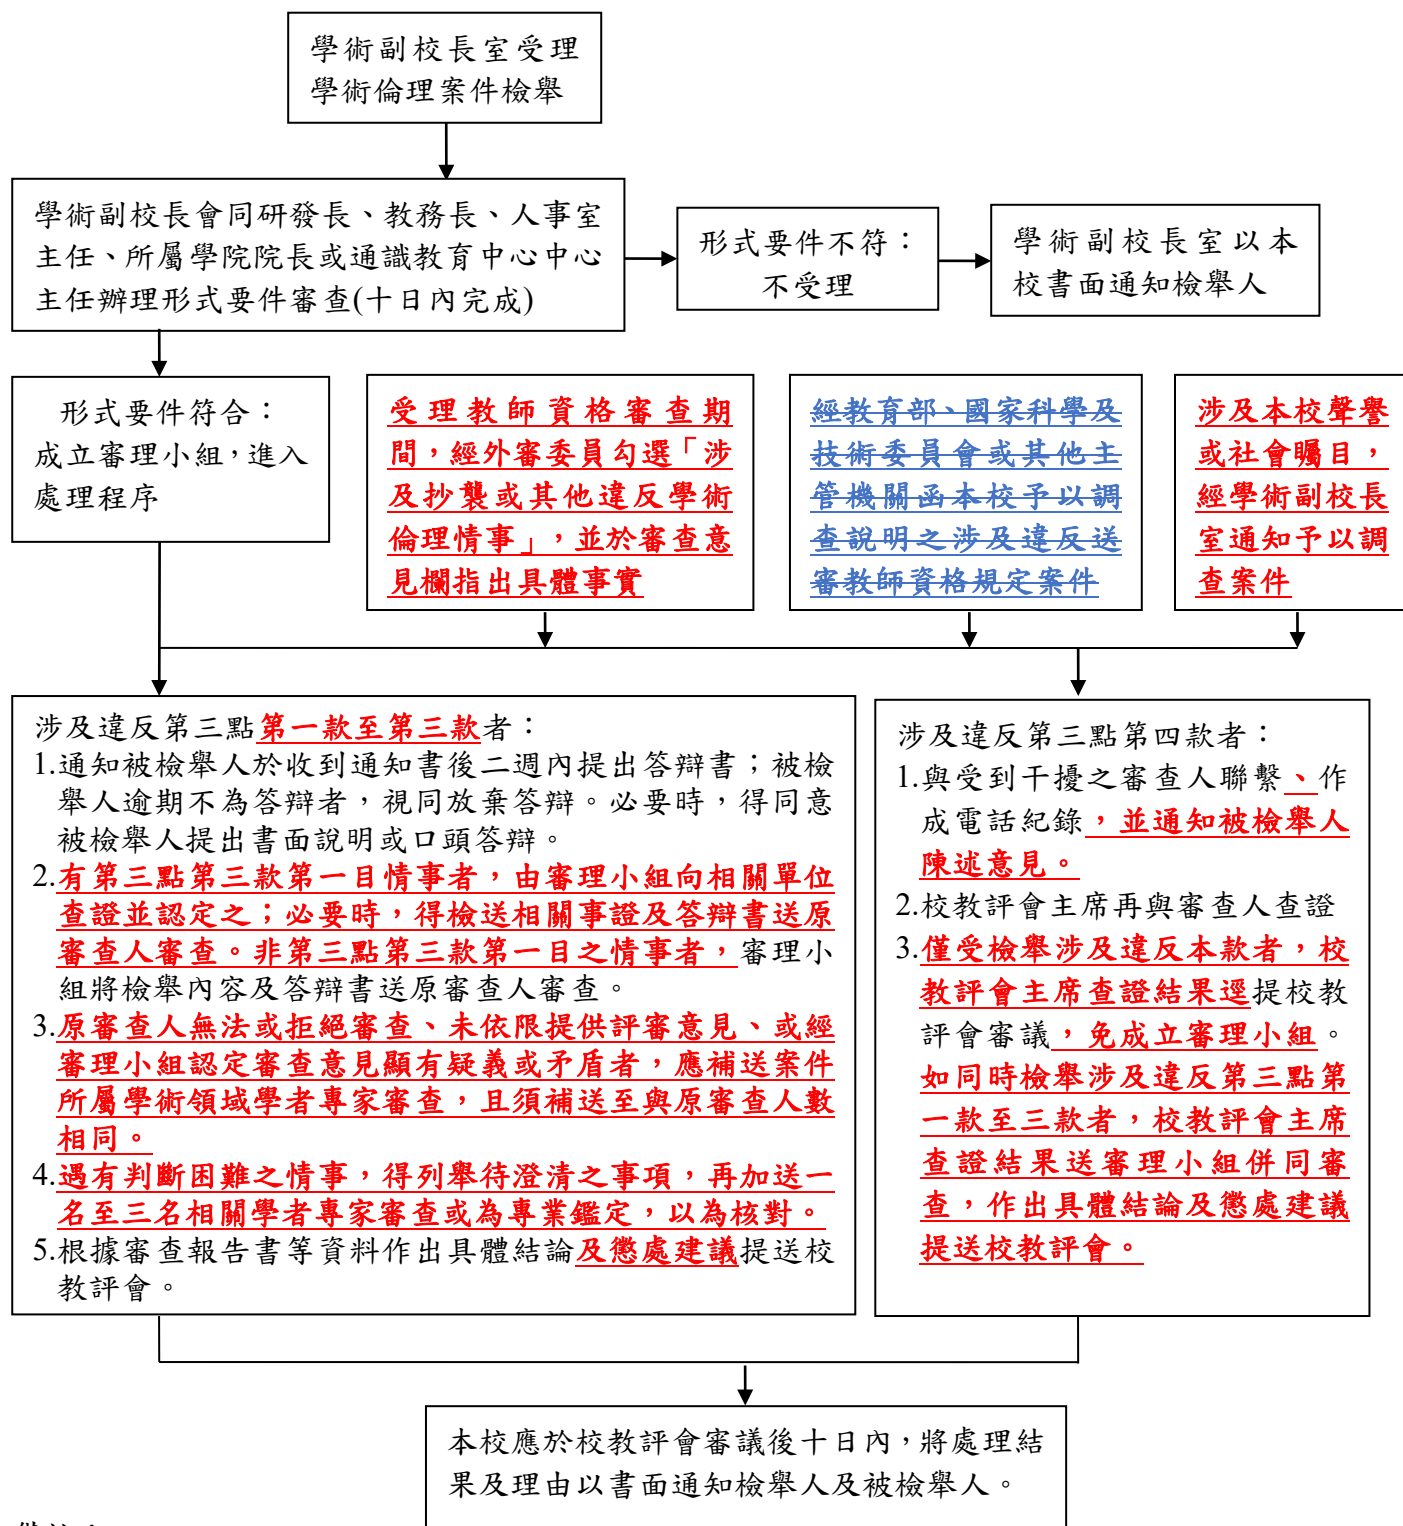 學術副校長室受理
學術倫理案件檢舉
學術副校長會同研發長、教務長、人事室
主任、所屬學院院長或通識教育中心中心
主任辦理形式要件審查(十日內完成)
形式要件不符：
不受理
學術副校長室以本
校書面通知檢舉人
形式要件符合：
成立審理小組，進入
處理程序
受理教師資格審查期
間，經外審委員勾選「涉
及抄襲或其他違反學術
倫理情事」，並於審查意
見欄指出具體事實
經教育部、國家科學及
技術委員會或其他主
管機關函本校予以調
查說明之涉及違反送
審教師資格規定案件
涉及本校聲譽
或社會矚目，
經學術副校長
室通知予以調
查案件
涉及違反第三點第一款至第三款者：
1.通知被檢舉人於收到通知書後二週內提出答辯書；被檢
舉人逾期不為答辯者，視同放棄答辯。必要時，得同意
被檢舉人提出書面說明或口頭答辯。
2.有第三點第三款第一目情事者，由審理小組向相關單位
查證並認定之；必要時，得檢送相關事證及答辯書送原
審查人審查。非第三點第三款第一目之情事者，審理小
組將檢舉內容及答辯書送原審查人審查。
3.原審查人無法或拒絕審查、未依限提供評審意見、或經
審理小組認定審查意見顯有疑義或矛盾者，應補送案件
所屬學術領域學者專家審查，且須補送至與原審查人數
相同。
4.遇有判斷困難之情事，得列舉待澄清之事項，再加送一
名至三名相關學者專家審查或為專業鑑定，以為核對。
5.根據審查報告書等資料作出具體結論及懲處建議提送校
教評會。
涉及違反第三點第四款者：
1.與受到干擾之審查人聯繫、作
成電話紀錄，並通知被檢舉人
陳述意見。
2.校教評會主席再與審查人查證
3.僅受檢舉涉及違反本款者，校
教評會主席查證結果逕提校教
評會審議，免成立審理小組。
如同時檢舉涉及違反第三點第
一款至三款者，校教評會主席
查證結果送審理小組併同審
查，作出具體結論及懲處建議
提送校教評會。
本校應於校教評會審議後十日內，將處理結
果及理由以書面通知檢舉人及被檢舉人。